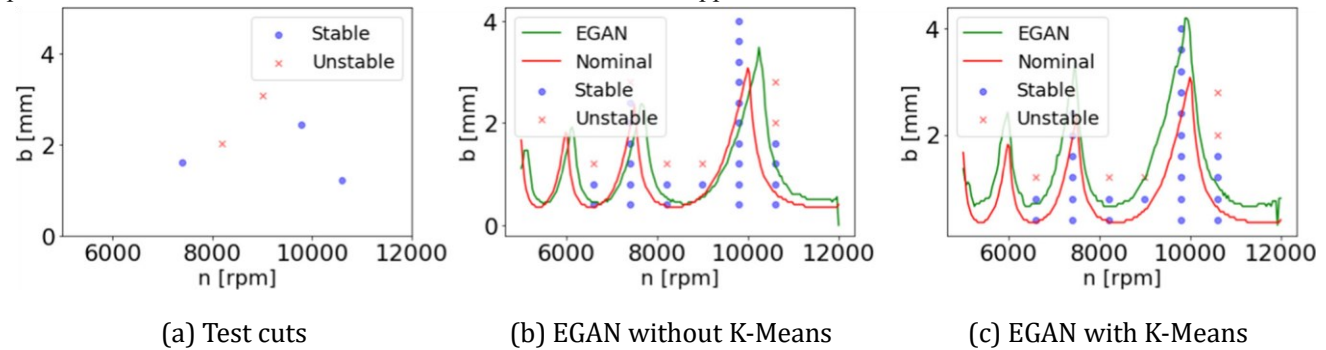 Stable
Unstable
4
2
0
b [mm]
6000 8000 10000 12000
n [rpm]
(a) Test cuts
EGAN
Nominal
Stable
Unstable
4
2
0
b [mm]
6000 8000 10000 12000
n [rpm]
(b) EGAN without K-Means
EGAN
Nominal
Stable
Unstable
4
2
b [mm]
6000 8000 10000 12000
n [rpm]
(c) EGAN with K-Means